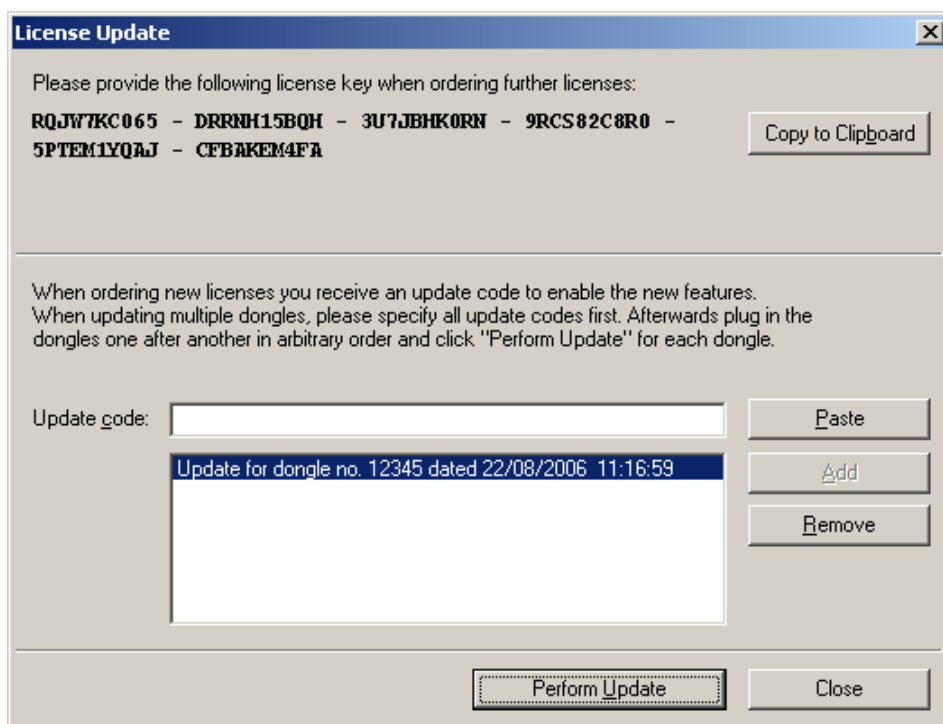 License Update
Please provide the following license key when ordering further licenses:
RQJW7KC065 - DRRNH15BQH - 3U7JBHK0RN - 9RCS82C8R0 -
5PTEM1YQAJ - CFBAKEM4FA
Copy to Clipboard
When ordering new licenses you receive an update code to enable the new features.
When updating multiple dongles, please specify all update codes first. Afterwards plug in the
dongles one after another in arbitrary order and click "Perform Update" for each dongle.
Update code:
Paste
Update for dongle no. 12345 dated 22/08/2006 11:16:59
Add
Remove
Perform Update
Close